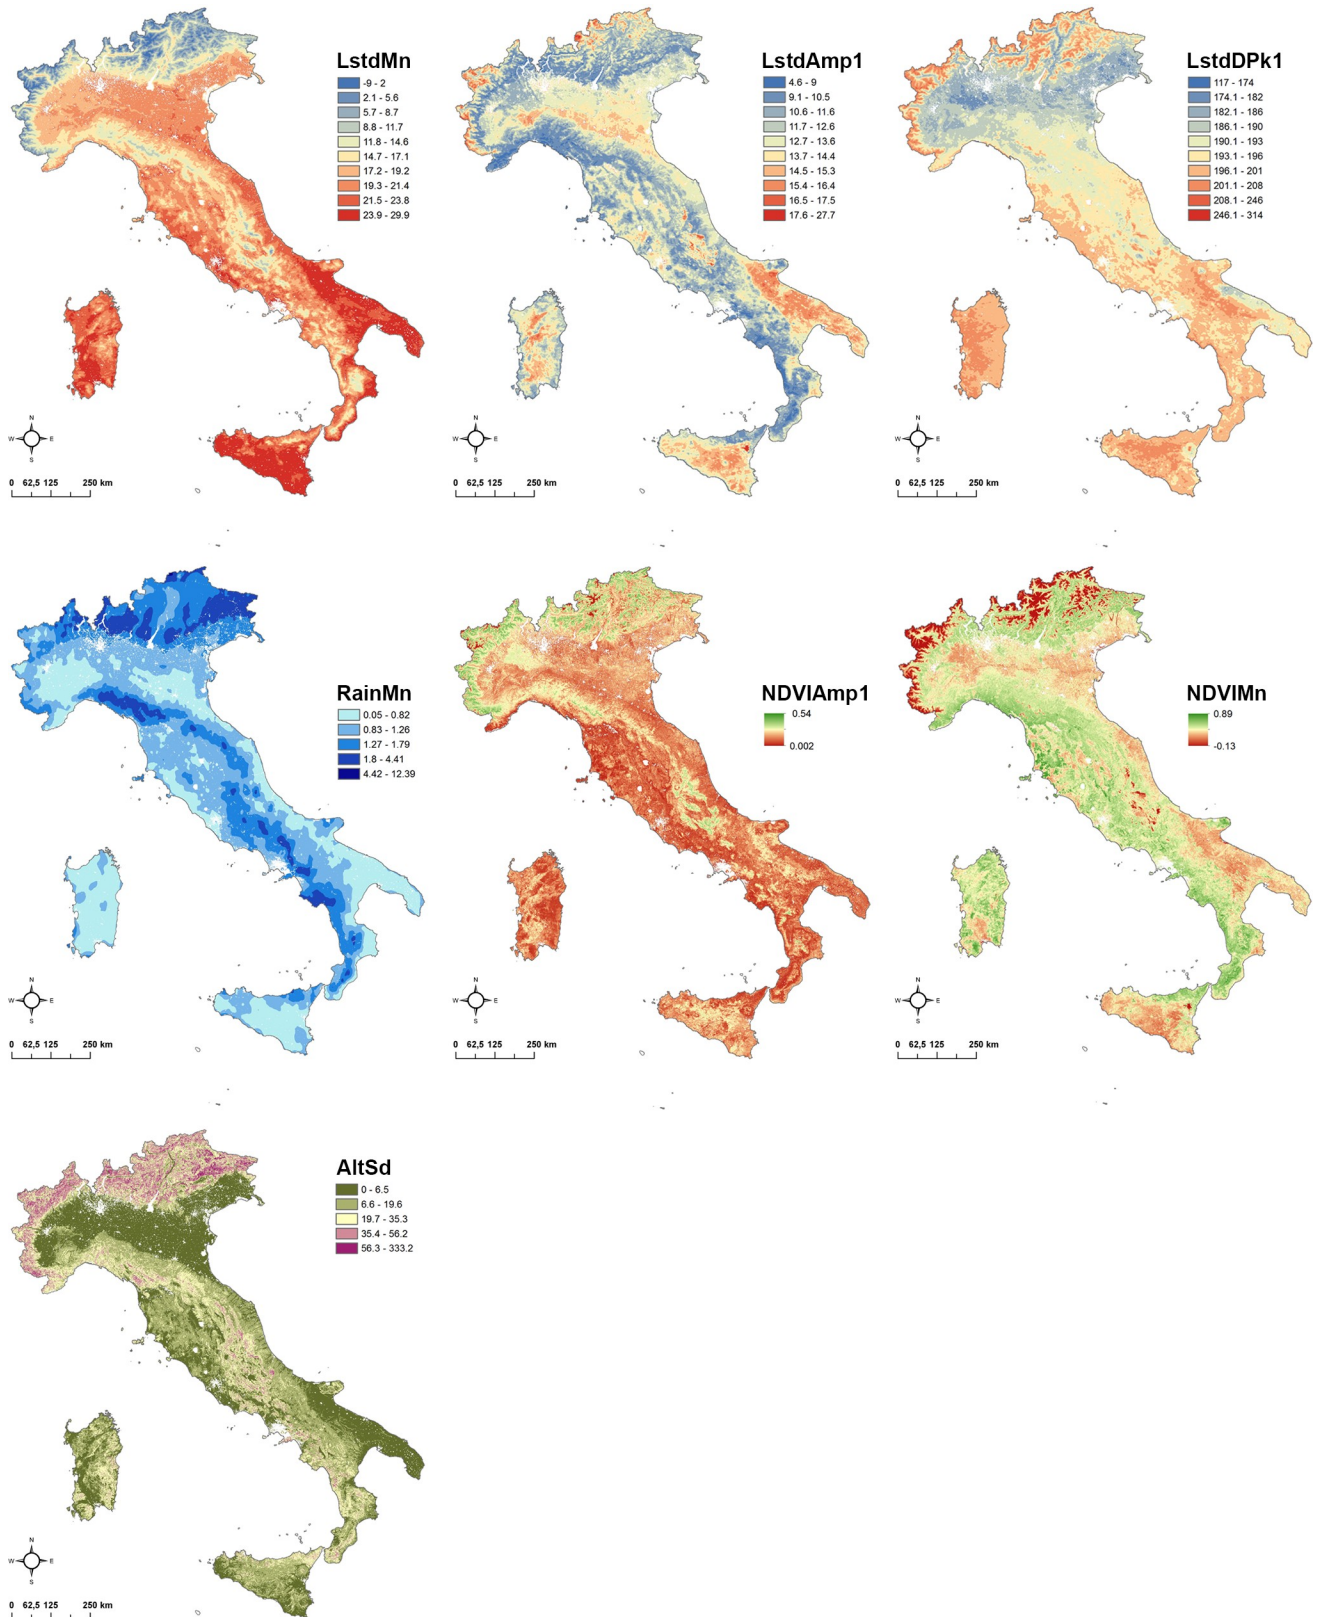 LstdMn
-9 - 2
2.1 - 5.6
5.7 - 8.7
8.8 - 11.7
11.8 - 14.6
14.7 - 17.1
17.2 - 19.2
19.3 - 21.4
21.5 - 23.8
23.9 - 29.9
N
W E
S
0 62,5 125 250 km
LstdAmp1
4.6 - 9
9.1 - 10.5
10.6 - 11.6
11.7 - 12.6
12.7 - 13.6
13.7 - 14.4
14.5 - 15.3
15.4 - 16.4
16.5 - 17.5
17.6 - 27.7
N
W E
S
0 62,5 125 250 km
LstdDPk1
117 - 174
174.1 - 182
182.1 - 186
186.1 - 190
190.1 - 193
193.1 - 196
196.1 - 201
201.1 - 208
208.1 - 246
246.1 - 314
N
W E
S
0 62,5 125 250 km
RainMn
0.05 - 0.82
0.83 - 1.26
1.27 - 1.79
1.8 - 4.41
4.42 - 12.39
N
W E
S
0 62,5 125 250 km
NDVIAmp1
0.54
0.002
N
W E
S
0 62,5 125 250 km
NDVIMn
0.89
-0.13
N
W E
S
0 62,5 125 250 km
AltSd
0 - 6.5
6.6 - 19.6
19.7 - 35.3
35.4 - 56.2
56.3 - 333.2
N
W E
S
0 62,5 125 250 km